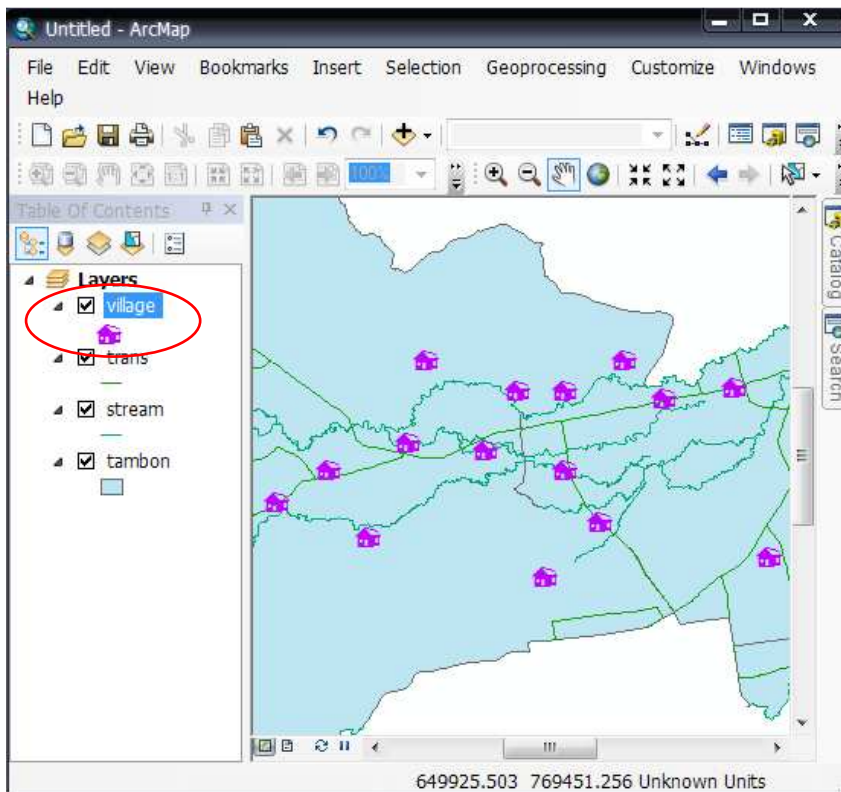 Untitled - ArcMap
File Edit View Bookmarks Insert Selection Geoprocessing Customize Windows
Help
100%
Table Of Contents
Layers
village
trans
stream
tambon
Catalog
Search
649925.503 769451.256 Unknown Units